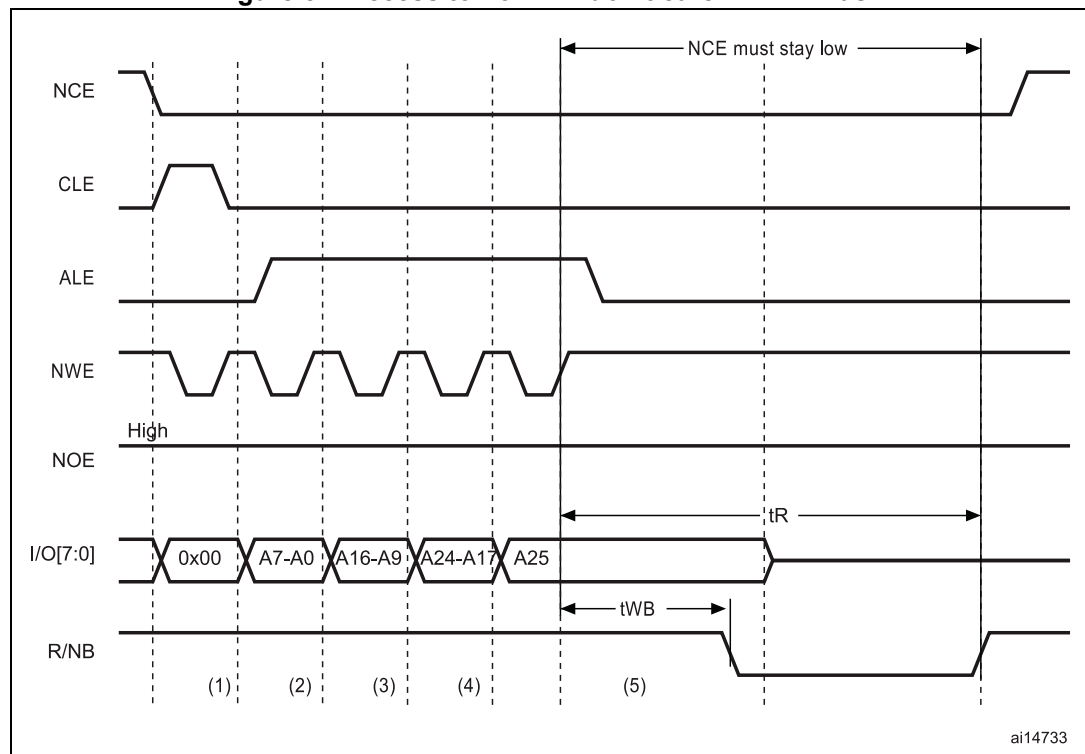 NCE must stay low
NCE
CLE
ALE
NWE
High
NOE
tR
I/O[7:0]
0x00
A7-A0
A16-A9
A24-A17
A25
tWB
R/NB
(1)
(2)
(3)
(4)
(5)
ai14733